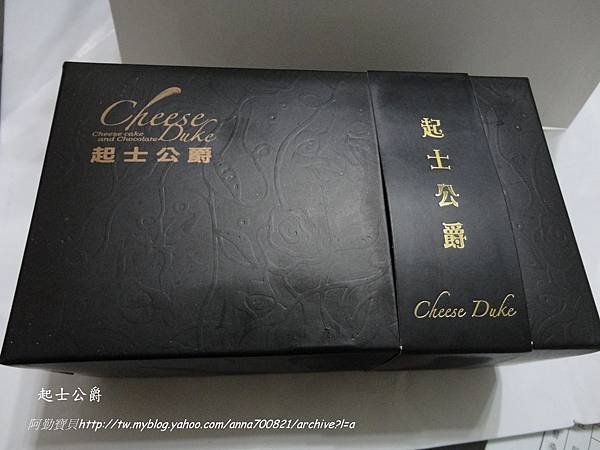 Cheese
Duke
Cheese cake
and Chocolate
起士公爵
起士公爵
Cheese Duke
起士公爵
阿勤寶貝http://tw.myblog.yahoo.com/anna700821/archive?l=a